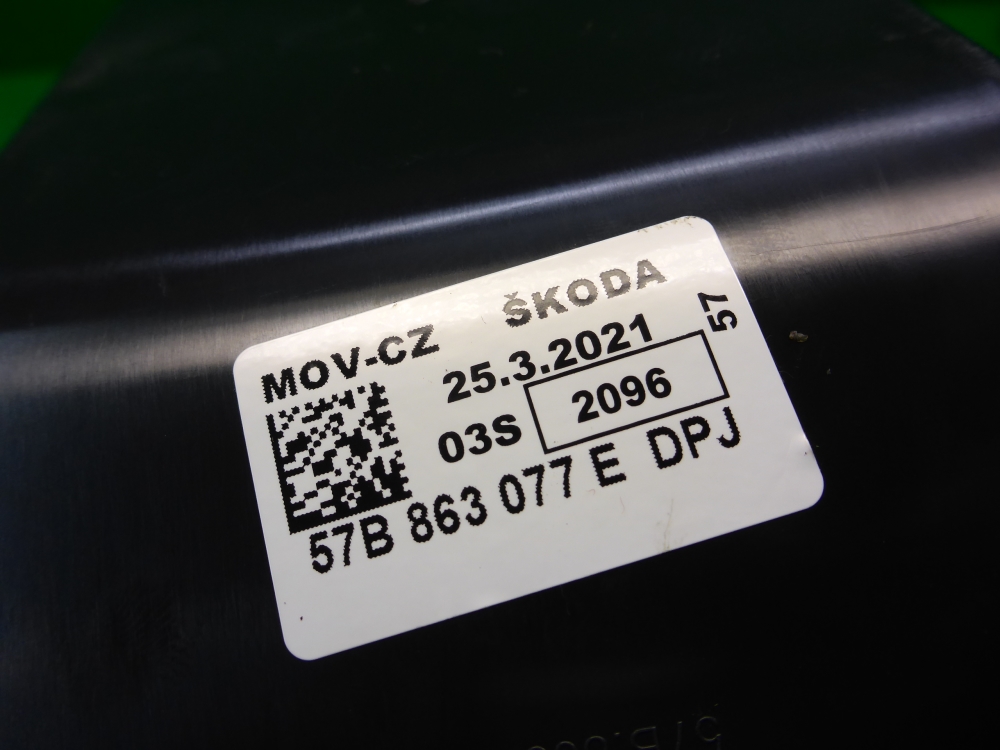 MOV-CZ ŠKODA
25.3.2021 57
03S 2096
57B 863 077 E DPJ